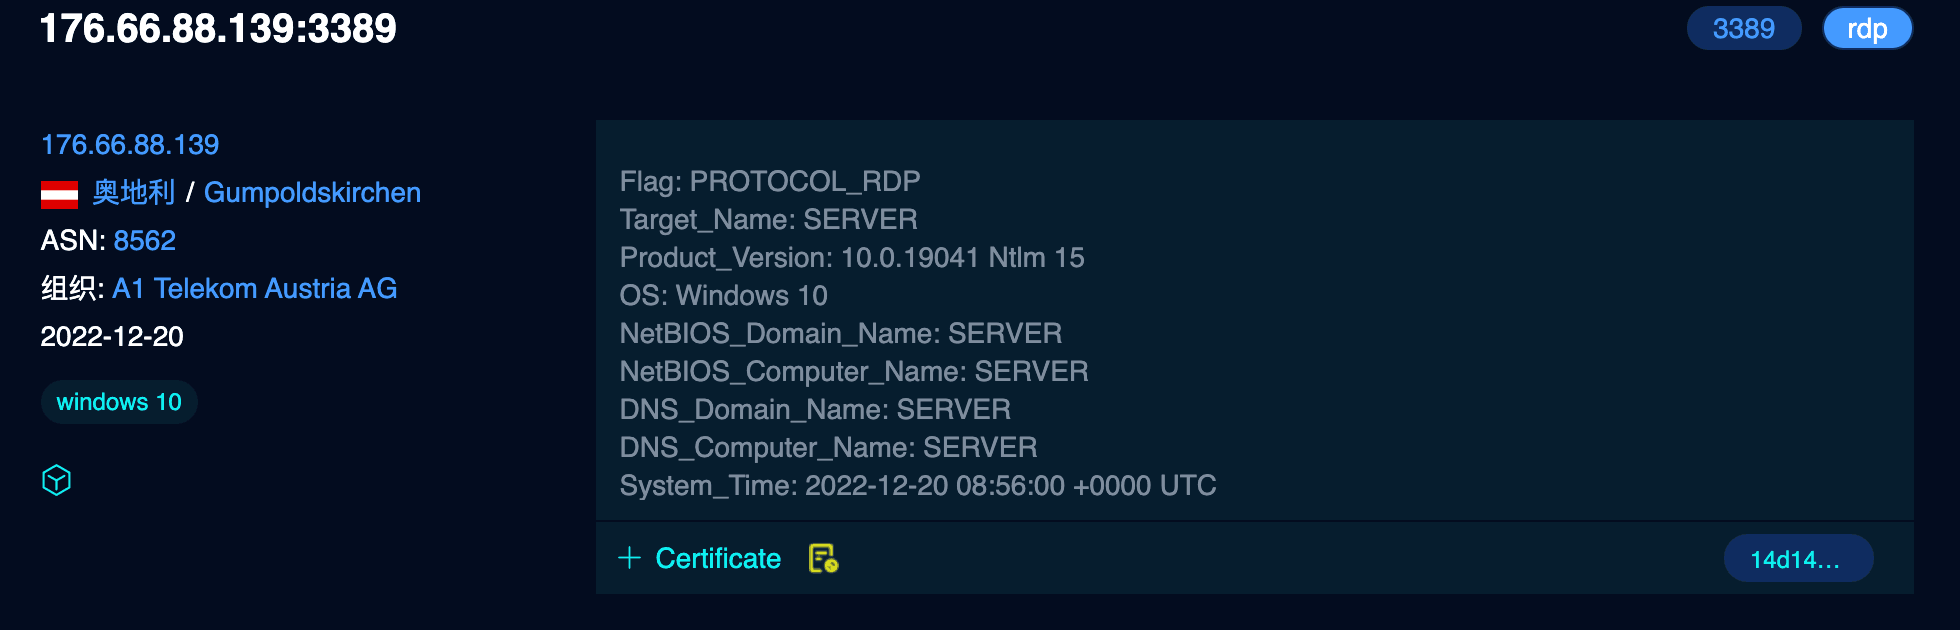 176.66.88.139:3389
3389
rdp
176.66.88.139
奥地利 / Gumpoldskirchen
ASN: 8562
组织: A1 Telekom Austria AG
2022-12-20
windows 10
Flag: PROTOCOL_RDP
Target_Name: SERVER
Product_Version: 10.0.19041 Ntlm 15
OS: Windows 10
NetBIOS_Domain_Name: SERVER
NetBIOS_Computer_Name: SERVER
DNS_Domain_Name: SERVER
DNS_Computer_Name: SERVER
System_Time: 2022-12-20 08:56:00 +0000 UTC
+ Certificate
14d14...